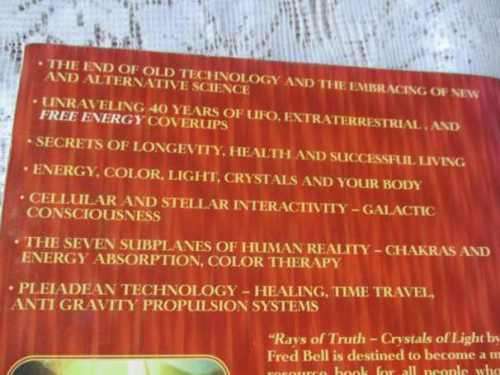 • THE END OF OLD TECHNOLOGY AND THE EMBRACING OF NEW
AND ALTERNATIVE SCIENCE
• UNRAVELING 40 YEARS OF UFO, EXTRATERRESTRIAL , AND
FREE ENERGY COVERUPS
• SECRETS OF LONGEVITY, HEALTH AND SUCCESSFUL LIVING
• ENERGY, COLOR, LIGHT, CRYSTALS AND YOUR BODY
• CELLULAR AND STELLAR INTERACTIVITY – GALACTIC
CONSCIOUSNESS
• THE SEVEN SUBPLANES OF HUMAN REALITY – CHAKRAS AND
ENERGY ABSORPTION, COLOR THERAPY
• PLEIADEAN TECHNOLOGY – HEALING, TIME TRAVEL,
ANTI GRAVITY PROPULSION SYSTEMS
"Rays of Truth – Crystals of Light by
Fred Bell is destined to become a
resource book for all people who